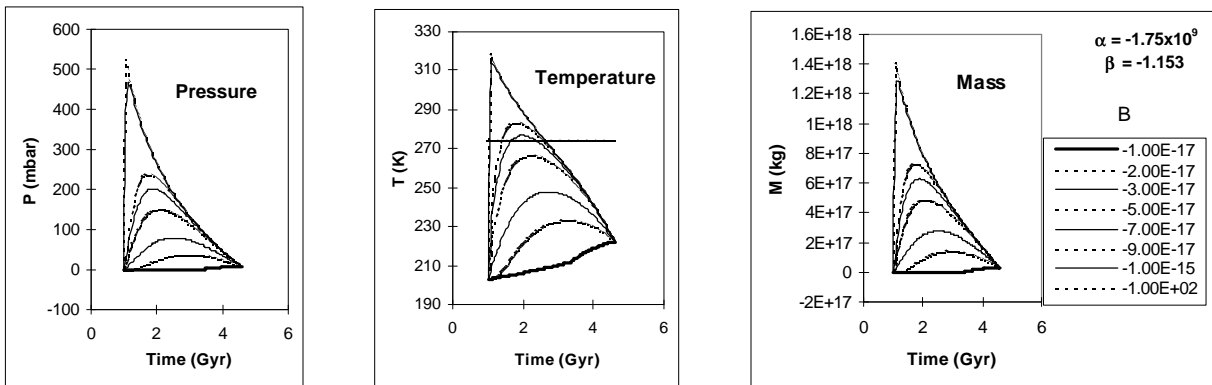 Pressure
P (mbar)
600
500
400
300
200
100
0
-100
0 2 4 6
Time (Gyr)
Temperature
T (K)
330
310
290
270
250
230
210
190
0 2 4 6
Time (Gyr)
Mass
M (kg)
1.6E+18
1.4E+18
1.2E+18
1E+18
8E+17
6E+17
4E+17
2E+17
0
-2E+17
0 2 4 6
Time (Gyr)
α = -1.75x10⁹
β = -1.153
B
-1.00E-17
-2.00E-17
-3.00E-17
-5.00E-17
-7.00E-17
-9.00E-17
-1.00E-15
-1.00E+02